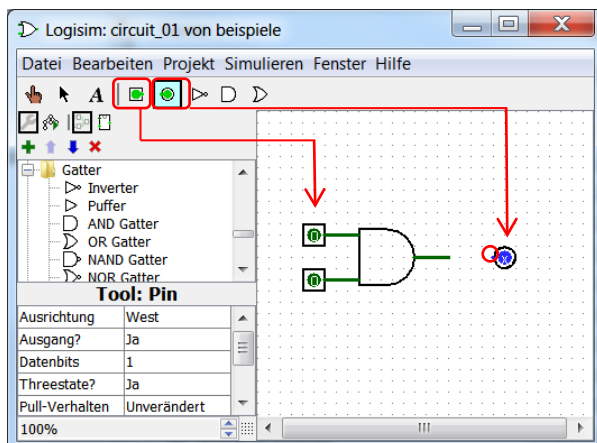 Logisim: circuit_01 von beispiele
Datei Bearbeiten Projekt Simulieren Fenster Hilfe
A
Gatter
Inverter
Puffer
AND Gatter
OR Gatter
NAND Gatter
NOR Gatter
Tool: Pin
Ausrichtung West
Ausgang? Ja
Datenbits 1
Threestate? Ja
Pull-Verhalten Unverändert
100%
0
0
x